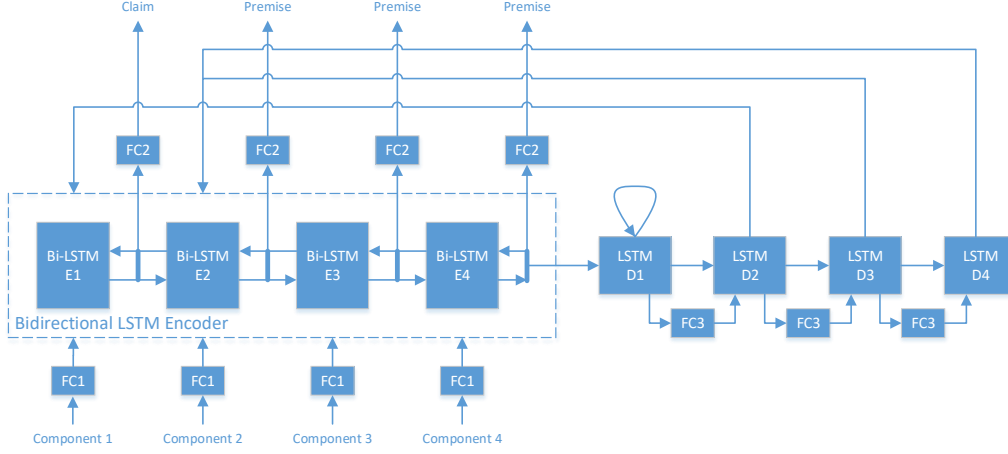 Claim
Premise
Premise
Premise
FC2
FC2
FC2
FC2
Bi-LSTM
E1
Bi-LSTM
E2
Bi-LSTM
E3
Bi-LSTM
E4
LSTM
D1
LSTM
D2
LSTM
D3
LSTM
D4
Bidirectional LSTM Encoder
FC3
FC3
FC3
FC1
FC1
FC1
FC1
Component 1
Component 2
Component 3
Component 4